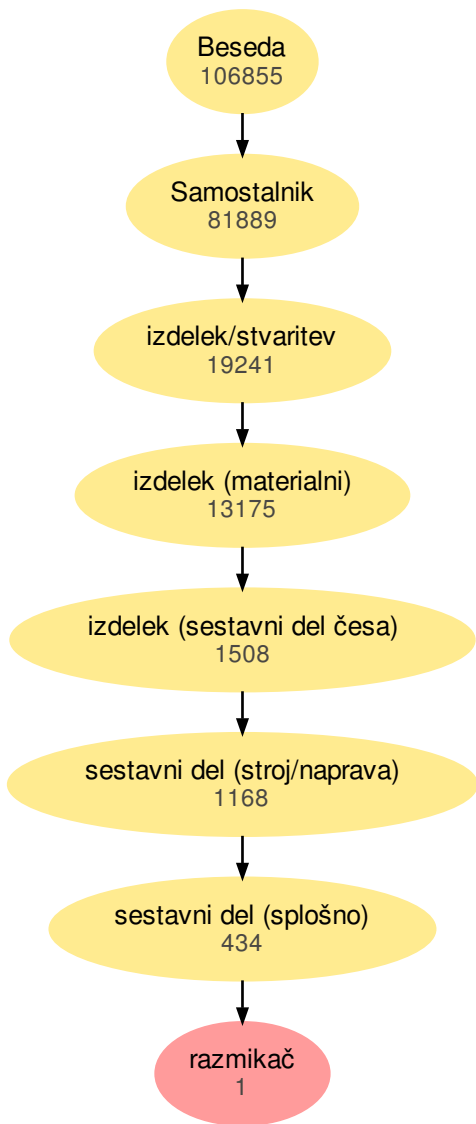 Beseda
106855
Samostalnik
81889
izdelek/stvaritev
19241
izdelek (materialni)
13175
izdelek (sestavni del česa)
1508
sestavni del (stroj/naprava)
1168
sestavni del (splošno)
434
razmikač
1